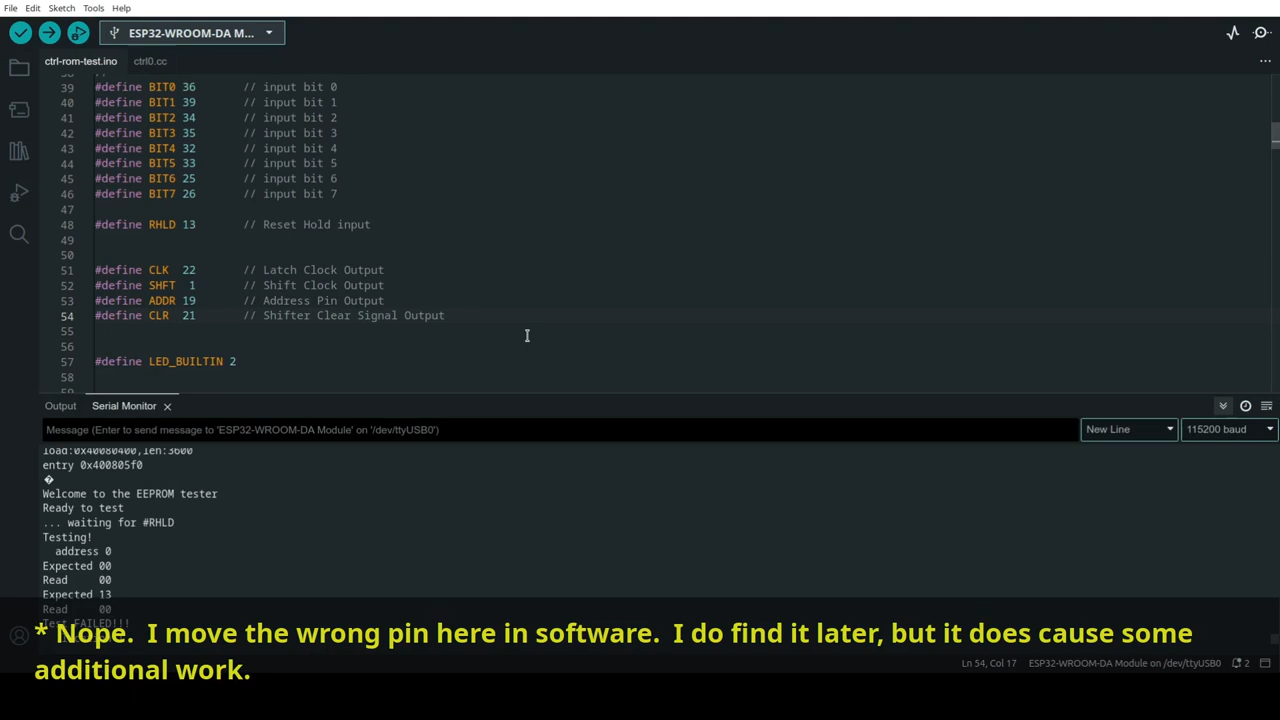 File Edit Sketch Tools Help
ESP32-WROOM-DA M...
ctrl-rom-test.ino ctrl0.cc
39 #define BIT0 36 // input bit 0
40 #define BIT1 39 // input bit 1
41 #define BIT2 34 // input bit 2
42 #define BIT3 35 // input bit 3
43 #define BIT4 32 // input bit 4
44 #define BIT5 33 // input bit 5
45 #define BIT6 25 // input bit 6
46 #define BIT7 26 // input bit 7
47
48 #define RHLD 13 // Reset Hold input
49
50
51 #define CLK 22 // Latch Clock Output
52 #define SHFT 1 // Shift Clock Output
53 #define ADDR 19 // Address Pin Output
54 #define CLR 21 // Shifter Clear Signal Output
55
56
57 #define LED_BUILTIN 2
58
Output Serial Monitor
Message (Enter to send message to 'ESP32-WROOM-DA Module' on '/dev/ttyUSB0') New Line 115200 baud
load:0x40080400,len:3600
entry 0x400805f0
�
Welcome to the EEPROM tester
Ready to test
... waiting for #RHLD
Testing!
address 0
Expected 00
Read 00
Expected 13
Read 00
Test FAILED!!!
* Nope. I move the wrong pin here in software. I do find it later, but it does cause some
additional work.
Ln 54, Col 17 ESP32-WROOM-DA Module on /dev/ttyUSB0 2